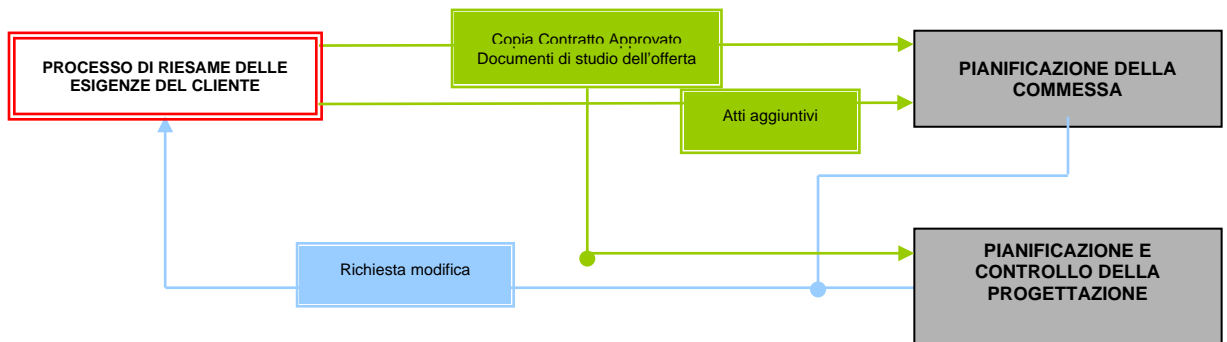 Copia Contratto Approvato
Documenti di studio dell'offerta
PROCESSO DI RIESAME DELLE
ESIGENZE DEL CLIENTE
PIANIFICAZIONE DELLA
COMMESSA
Atti aggiuntivi
Richiesta modifica
PIANIFICAZIONE E
CONTROLLO DELLA
PROGETTAZIONE